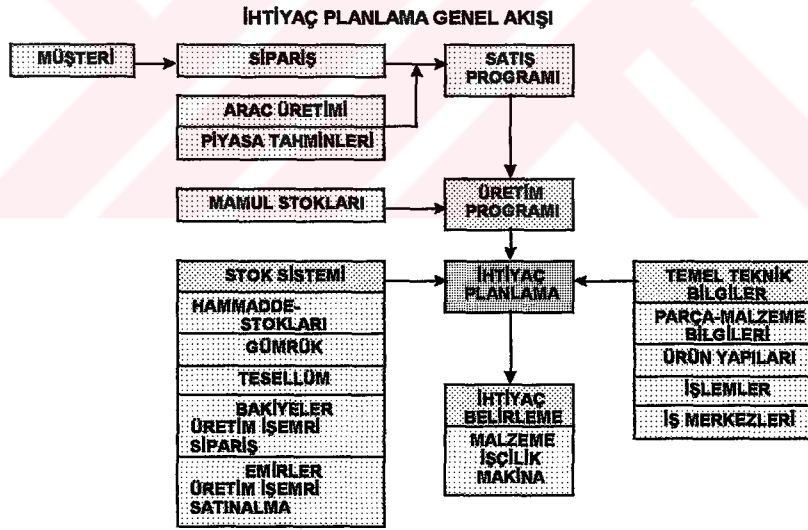 İHTİYAÇ PLANLAMA GENEL AKIŞI
MÜŞTERİ
SİPARİŞ
SATIŞ
PROGRAMI
ARAC ÜRETİMİ
PİYASA TAHMİNLERİ
MAMUL STOKLARI
ÜRETİM
PROGRAMI
STOK SİSTEMİ
HAMMADDE-
STOKLARI
GÜMRÜK
TESELLÜM
BAKİYELER
ÜRETİM İŞEMRİ
SİPARİŞ
EMİRLER
ÜRETİM İŞEMRİ
SATINALMA
İHTİYAÇ
PLANLAMA
İHTİYAÇ
BELİRLEME
MALZEME
İŞÇİLİK
MAKİNA
TEMEL TEKNİK
BİLGİLER
PARÇA-MALZEME
BİLGİLERİ
ÜRÜN YAPILARI
İŞLEMLER
İŞ MERKEZLERİ